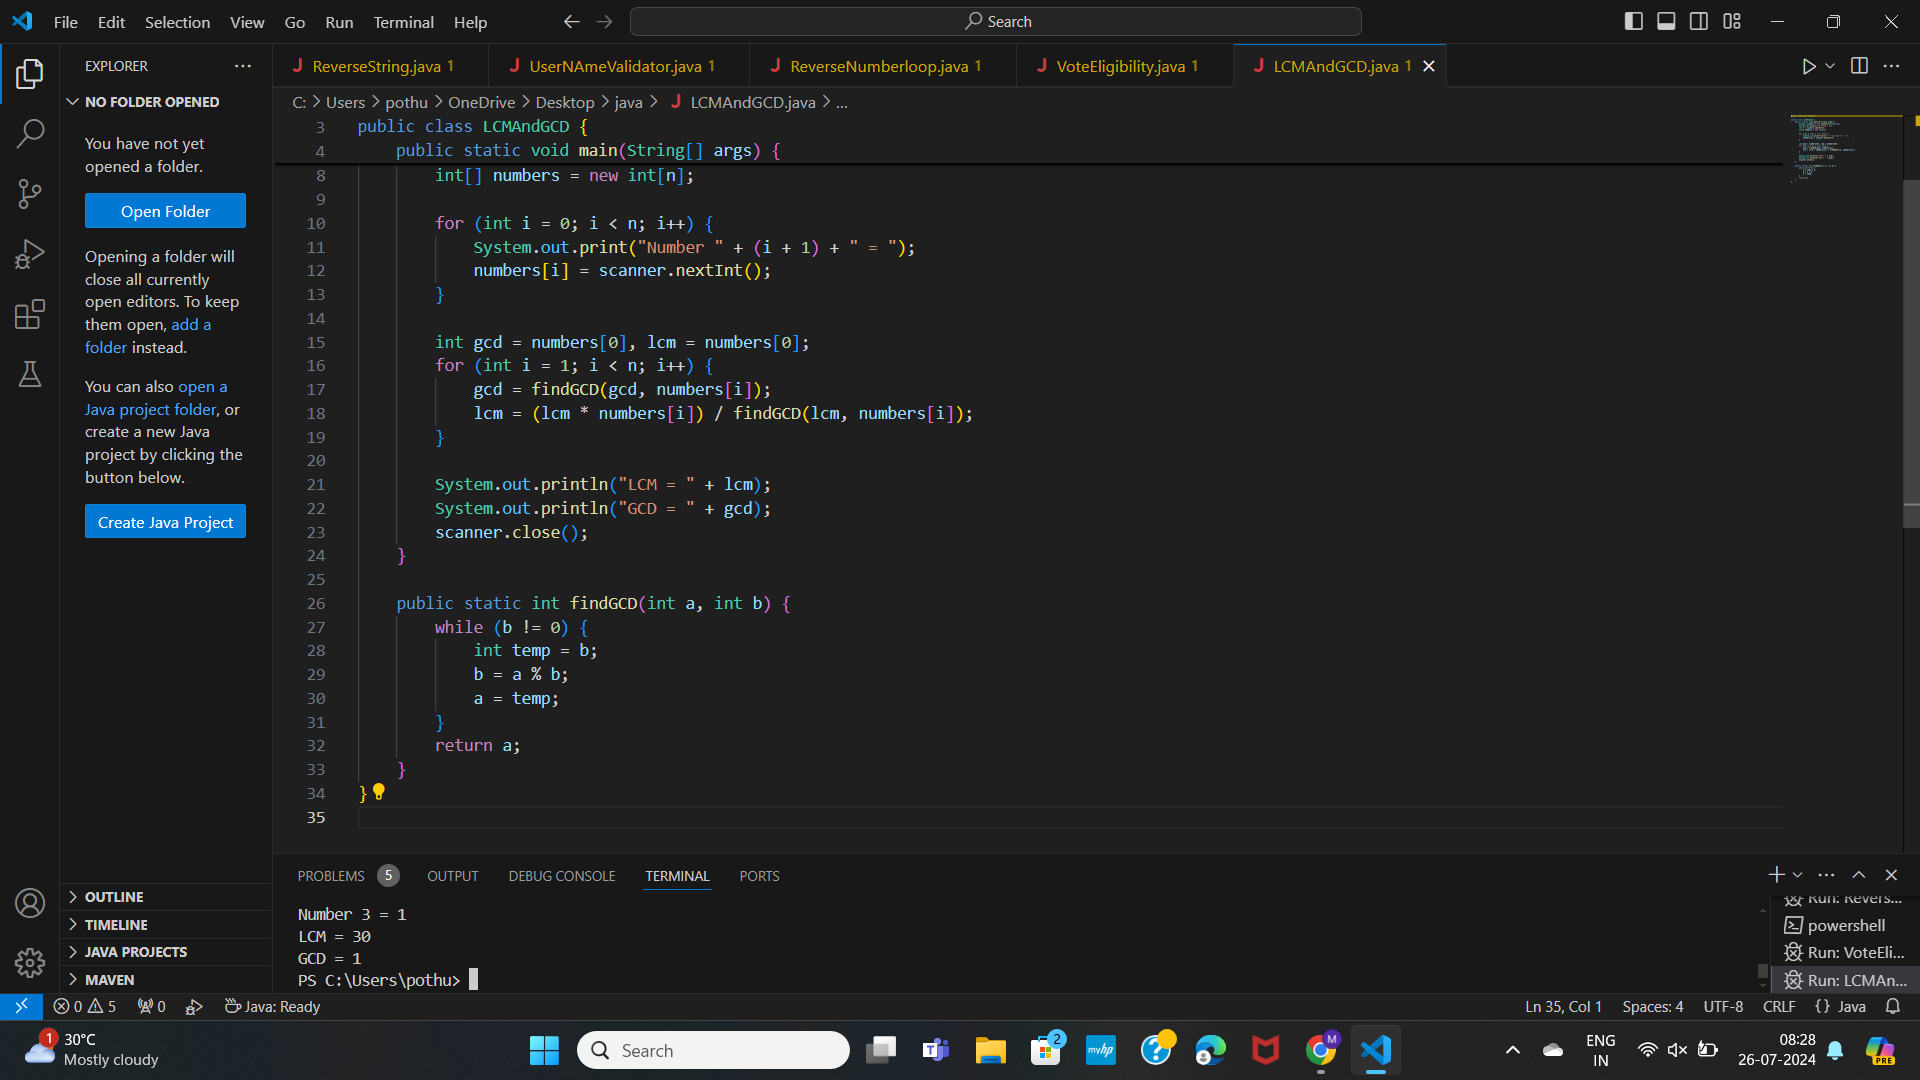 File Edit Selection View Go Run Terminal Help
Search
EXPLORER
ReverseString.java 1
UserNAmeValidator.java 1
ReverseNumberloop.java 1
VoteEligibility.java 1
LCMAndGCD.java 1
NO FOLDER OPENED
You have not yet
opened a folder.
Open Folder
Opening a folder will
close all currently
open editors. To keep
them open, add a
folder instead.
You can also open a
Java project folder, or
create a new Java
project by clicking the
button below.
Create Java Project
OUTLINE
TIMELINE
JAVA PROJECTS
MAVEN
C: > Users > pothu > OneDrive > Desktop > java > LCMAndGCD.java > ...
3 public class LCMAndGCD {
4 public static void main(String[] args) {
8 int[] numbers = new int[n];
9
10 for (int i = 0; i < n; i++) {
11 System.out.print("Number " + (i + 1) + " = ");
12 numbers[i] = scanner.nextInt();
13 }
14
15 int gcd = numbers[0], lcm = numbers[0];
16 for (int i = 1; i < n; i++) {
17 gcd = findGCD(gcd, numbers[i]);
18 lcm = (lcm * numbers[i]) / findGCD(lcm, numbers[i]);
19 }
20
21 System.out.println("LCM = " + lcm);
22 System.out.println("GCD = " + gcd);
23 scanner.close();
24 }
25
26 public static int findGCD(int a, int b) {
27 while (b != 0) {
28 int temp = b;
29 b = a % b;
30 a = temp;
31 }
32 return a;
33 }
34 }
35
PROBLEMS 5 OUTPUT DEBUG CONSOLE TERMINAL PORTS
Number 3 = 1
LCM = 30
GCD = 1
PS C:\Users\pothu>
Run: Revers...
powershell
Run: VoteEli...
Run: LCMAn...
0 5 0 Java: Ready
Ln 35, Col 1 Spaces: 4 UTF-8 CRLF {} Java
1
30°C
Mostly cloudy
Search
2
myhp
M
ENG
IN
08:28
26-07-2024
PRE